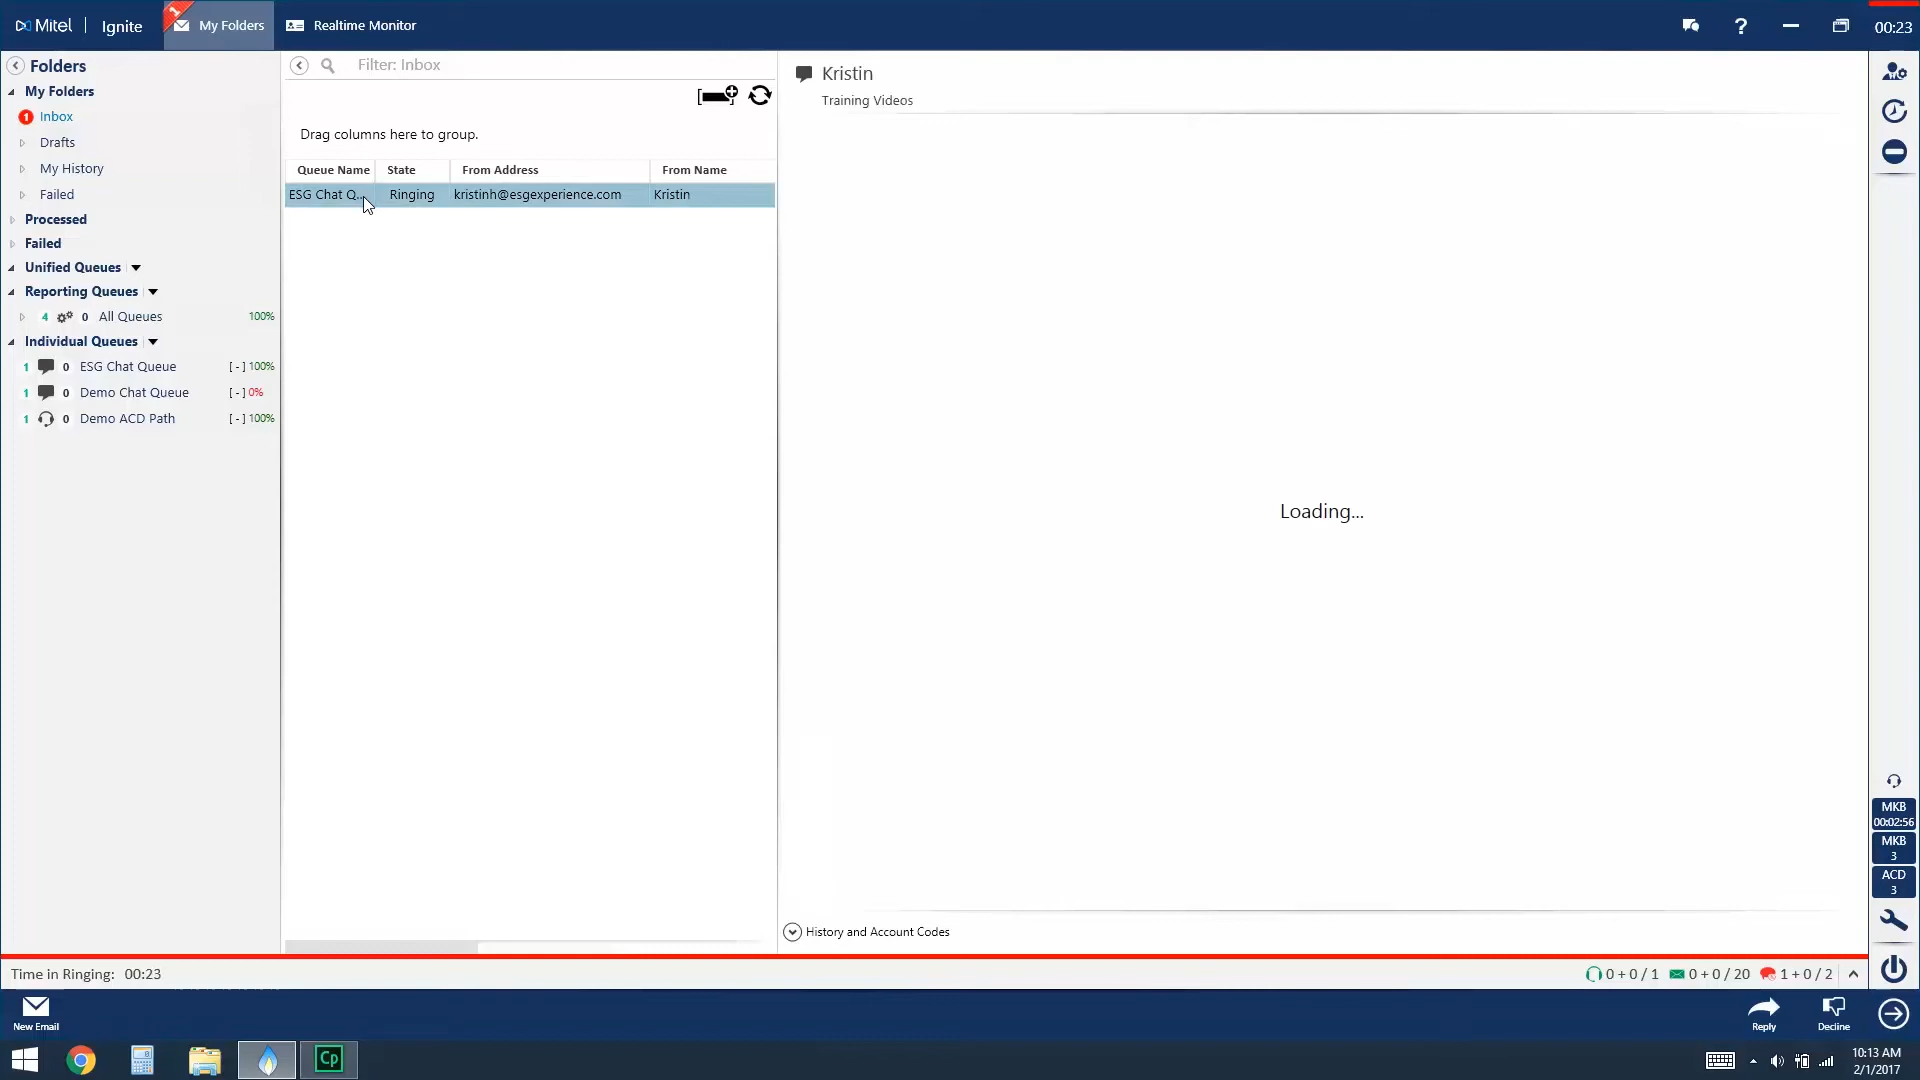 Mitel | Ignite
1
My Folders
Realtime Monitor
?
00:23
Folders
My Folders
1 Inbox
Drafts
My History
Failed
Processed
Failed
Unified Queues
Reporting Queues
4 0 All Queues 100%
Individual Queues
1 0 ESG Chat Queue [ - ] 100%
1 0 Demo Chat Queue [ - ] 0%
1 0 Demo ACD Path [ - ] 100%
Filter: Inbox
Drag columns here to group.
Queue Name State From Address From Name
ESG Chat Q... Ringing kristinh@esgexperience.com Kristin
Kristin
Training Videos
Loading...
History and Account Codes
MKB
00:02:56
MKB
3
ACD
3
Time in Ringing: 00:23
0 + 0 / 1 0 + 0 / 20 1 + 0 / 2
New Email
Reply
Decline
Cp
10:13 AM
2/1/2017